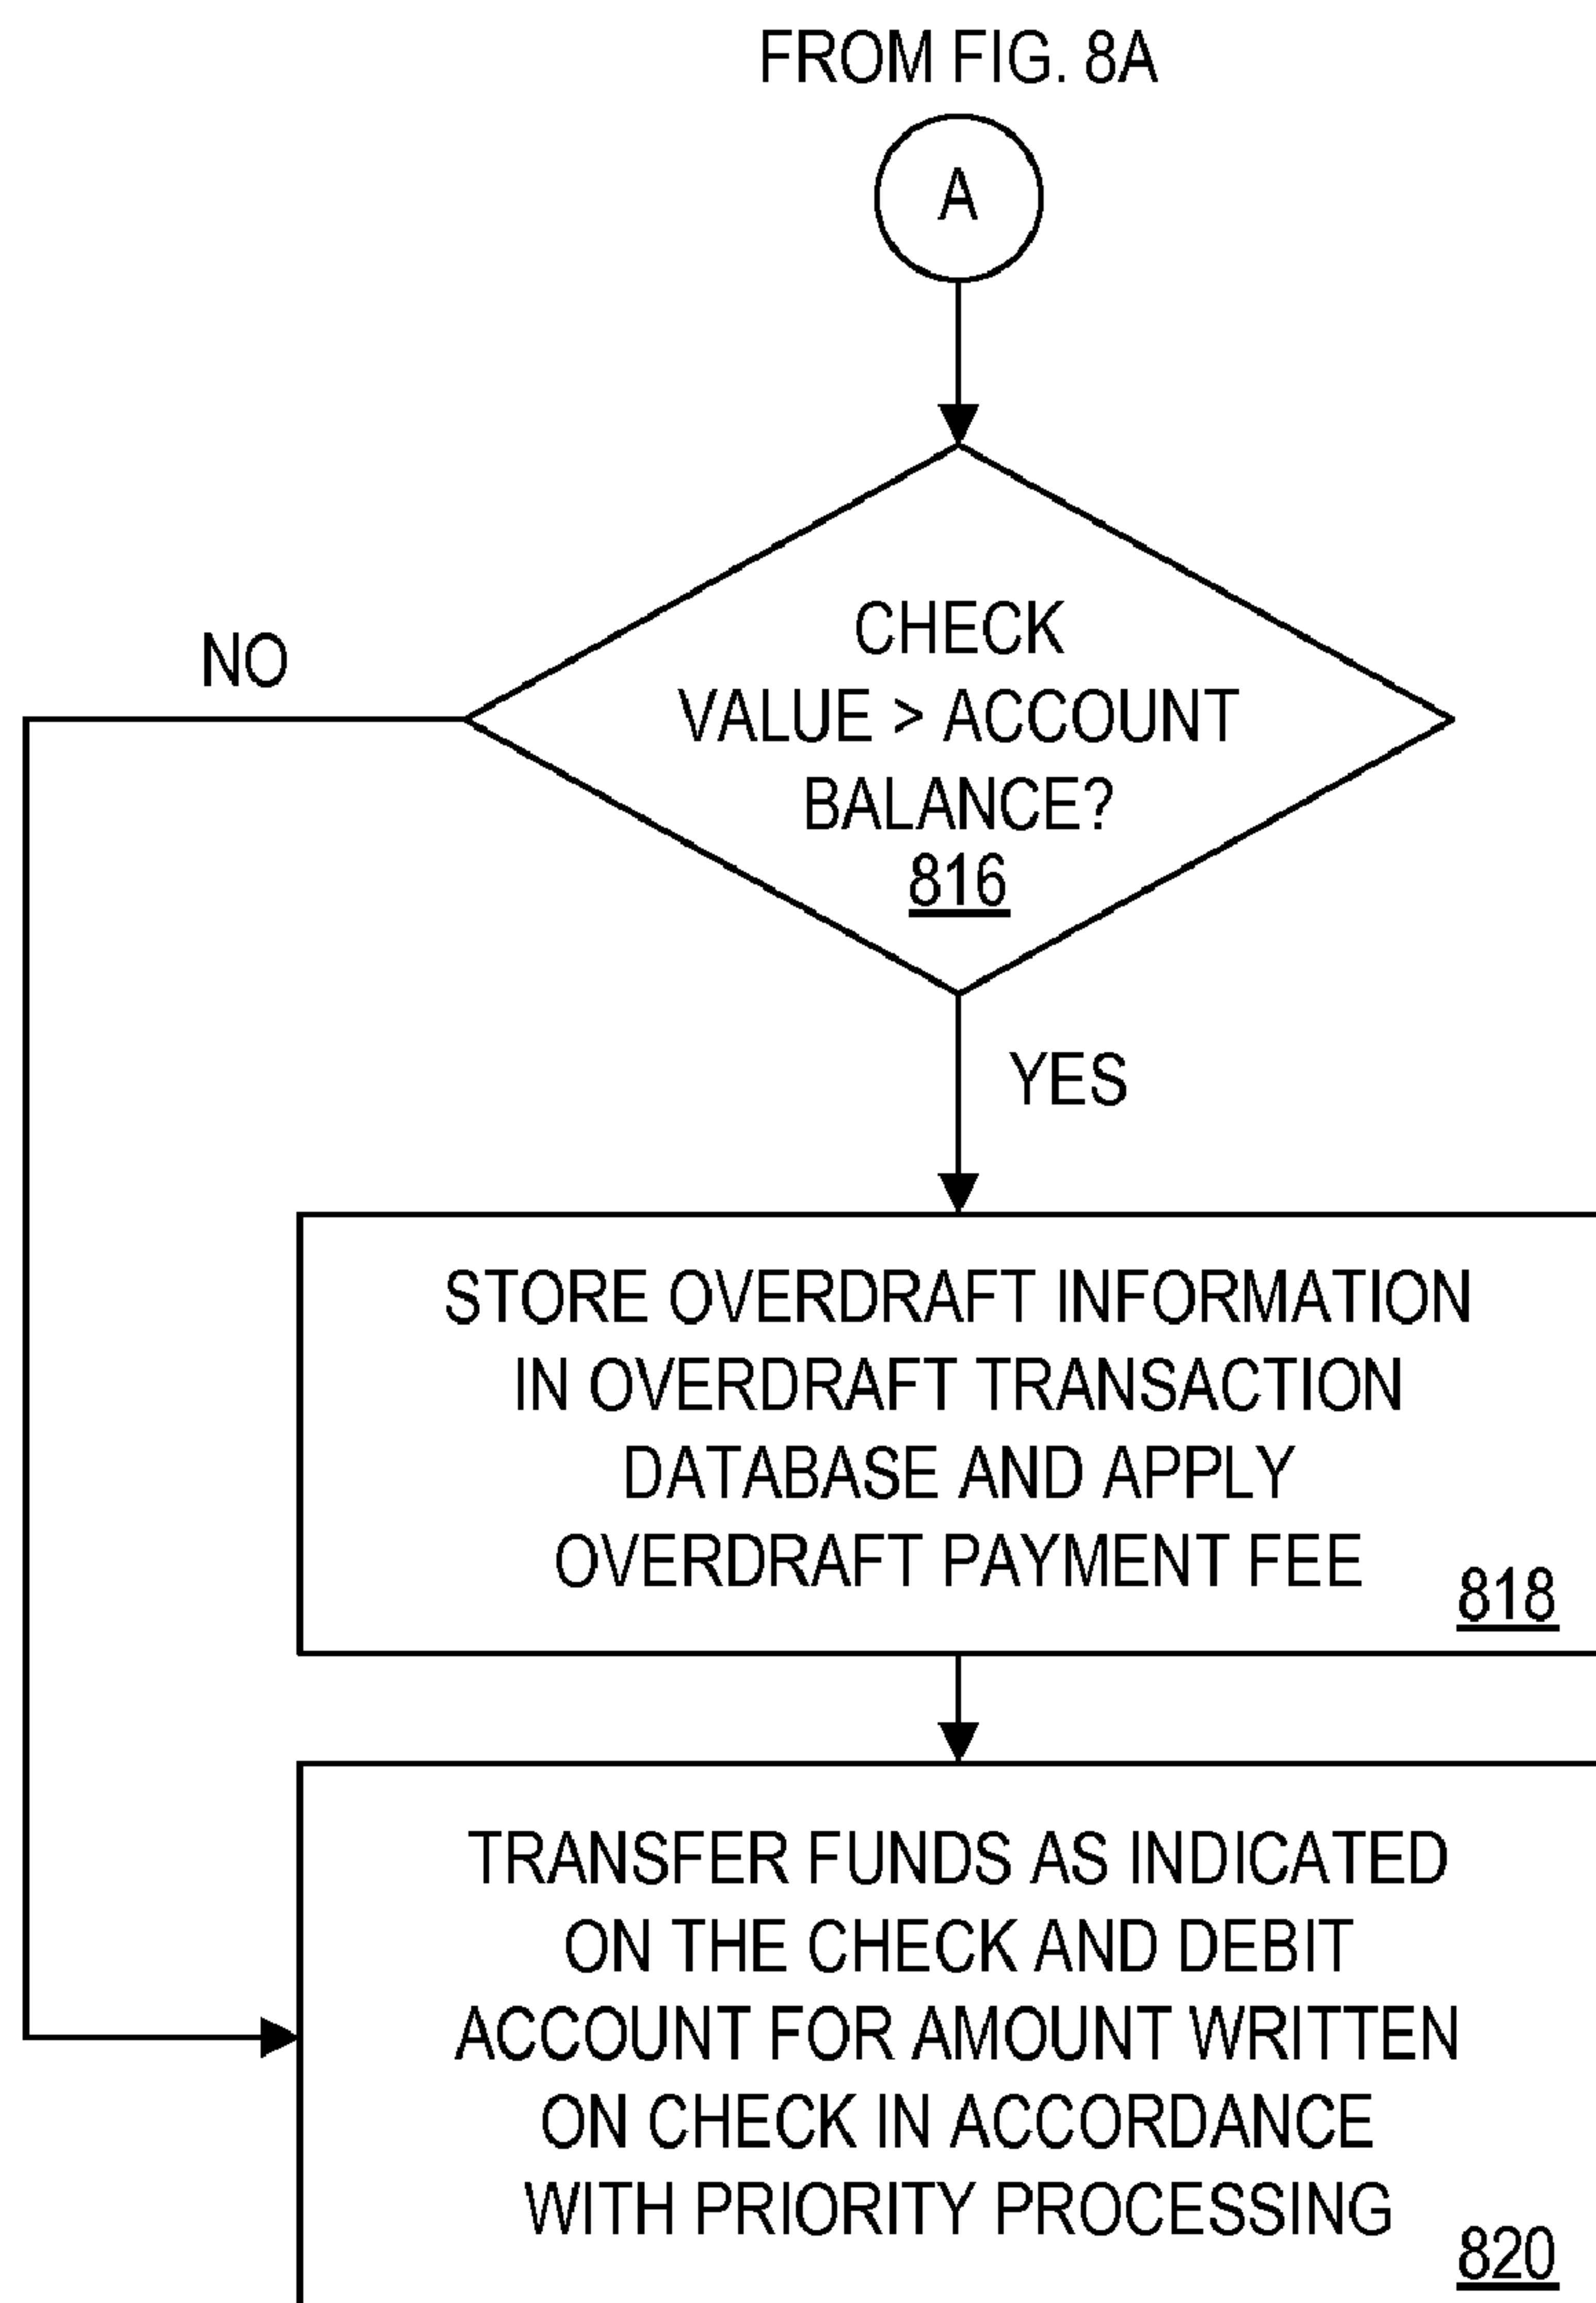 FROM FIG. 8A
A
CHECK
VALUE > ACCOUNT
BALANCE?
816
NO
YES
STORE OVERDRAFT INFORMATION
IN OVERDRAFT TRANSACTION
DATABASE AND APPLY
OVERDRAFT PAYMENT FEE
818
TRANSFER FUNDS AS INDICATED
ON THE CHECK AND DEBIT
ACCOUNT FOR AMOUNT WRITTEN
ON CHECK IN ACCORDANCE
WITH PRIORITY PROCESSING
820